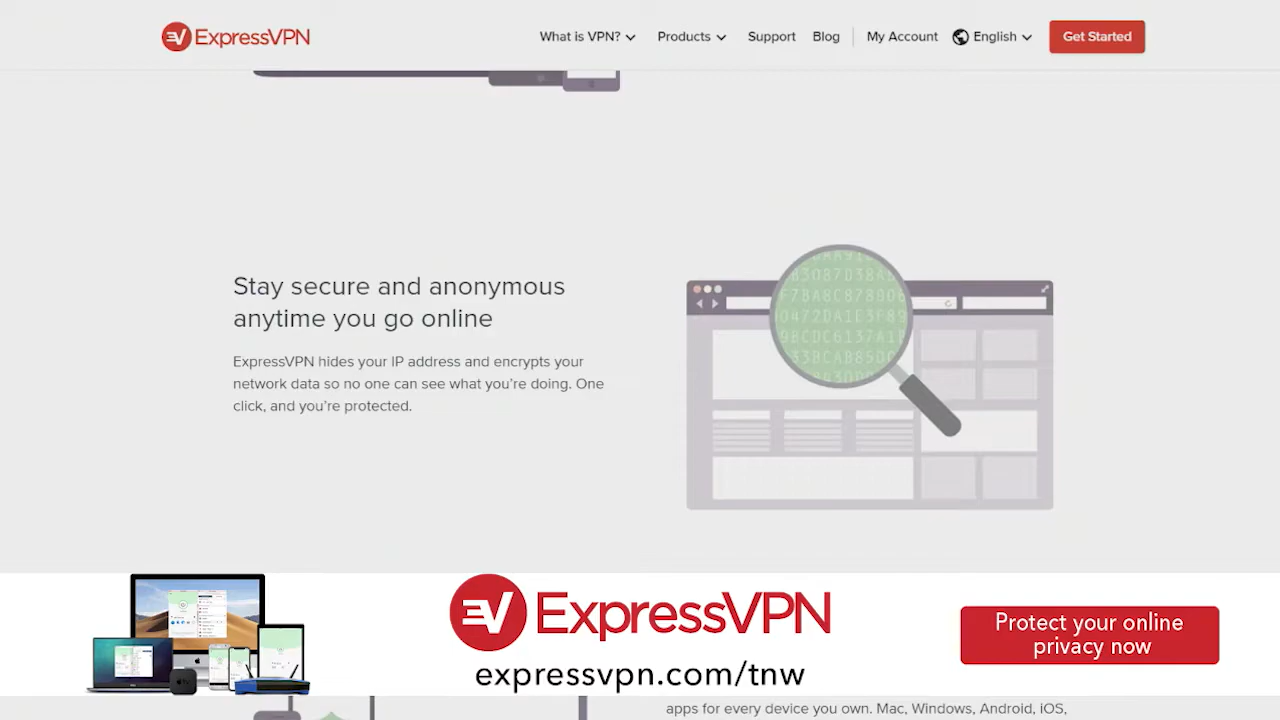 ExpressVPN
What is VPN?
Products
Support
Blog
My Account
English
Get Started
Stay secure and anonymous
anytime you go online
ExpressVPN hides your IP address and encrypts your
network data so no one can see what you're doing. One
click, and you're protected.
ExpressVPN
expressvpn.com/tnw
Protect your online
privacy now
apps for every device you own. Mac, Windows, Android, iOS,